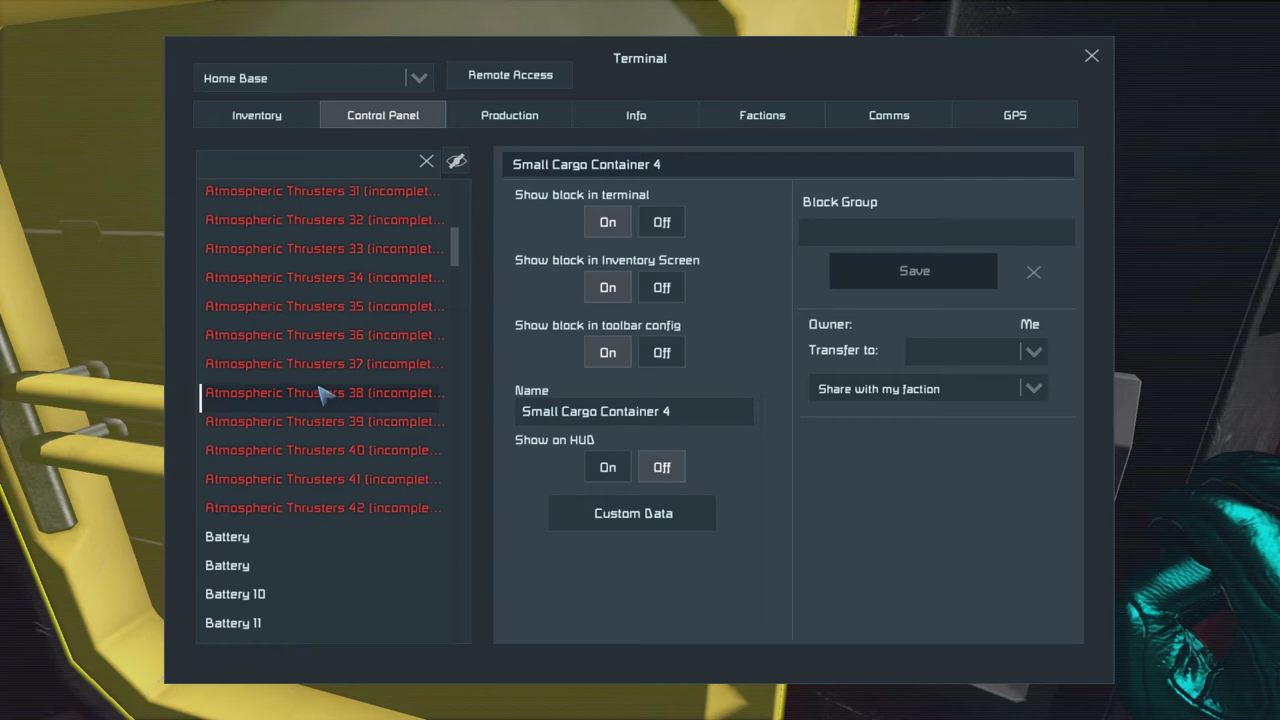 Terminal
Home Base
Remote Access
Inventory
Control Panel
Production
Info
Factions
Comms
GPS
Atmospheric Thrusters 31 (incomplet...
Atmospheric Thrusters 32 (incomplet...
Atmospheric Thrusters 33 (incomplet...
Atmospheric Thrusters 34 (incomplet...
Atmospheric Thrusters 35 (incomplet...
Atmospheric Thrusters 36 (incomplet...
Atmospheric Thrusters 37 (incomplet...
Atmospheric Thrusters 38 (incomplet...
Atmospheric Thrusters 39 (incomplet...
Atmospheric Thrusters 40 (incomple...
Atmospheric Thrusters 41 (incomplet...
Atmospheric Thrusters 42 (incomple...
Battery
Battery
Battery 10
Battery 11
Small Cargo Container 4
Show block in terminal
On Off
Show block in Inventory Screen
On Off
Show block in toolbar config
On Off
Name
Small Cargo Container 4
Show on HUD
On Off
Custom Data
Block Group
Save
Owner: Me
Transfer to:
Share with my faction